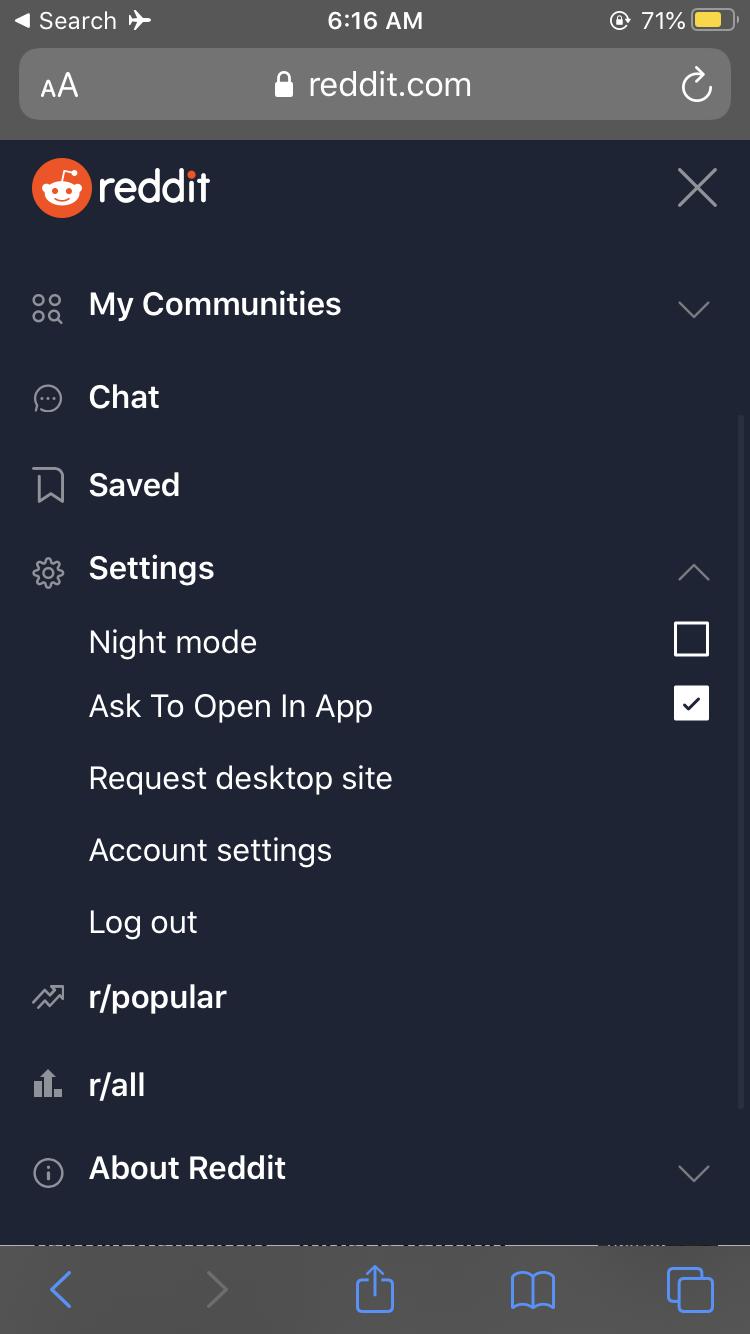 Search
6:16 AM
71%
AA
reddit.com
reddit
My Communities
Chat
Saved
Settings
Night mode
Ask To Open In App
Request desktop site
Account settings
Log out
r/popular
r/all
About Reddit